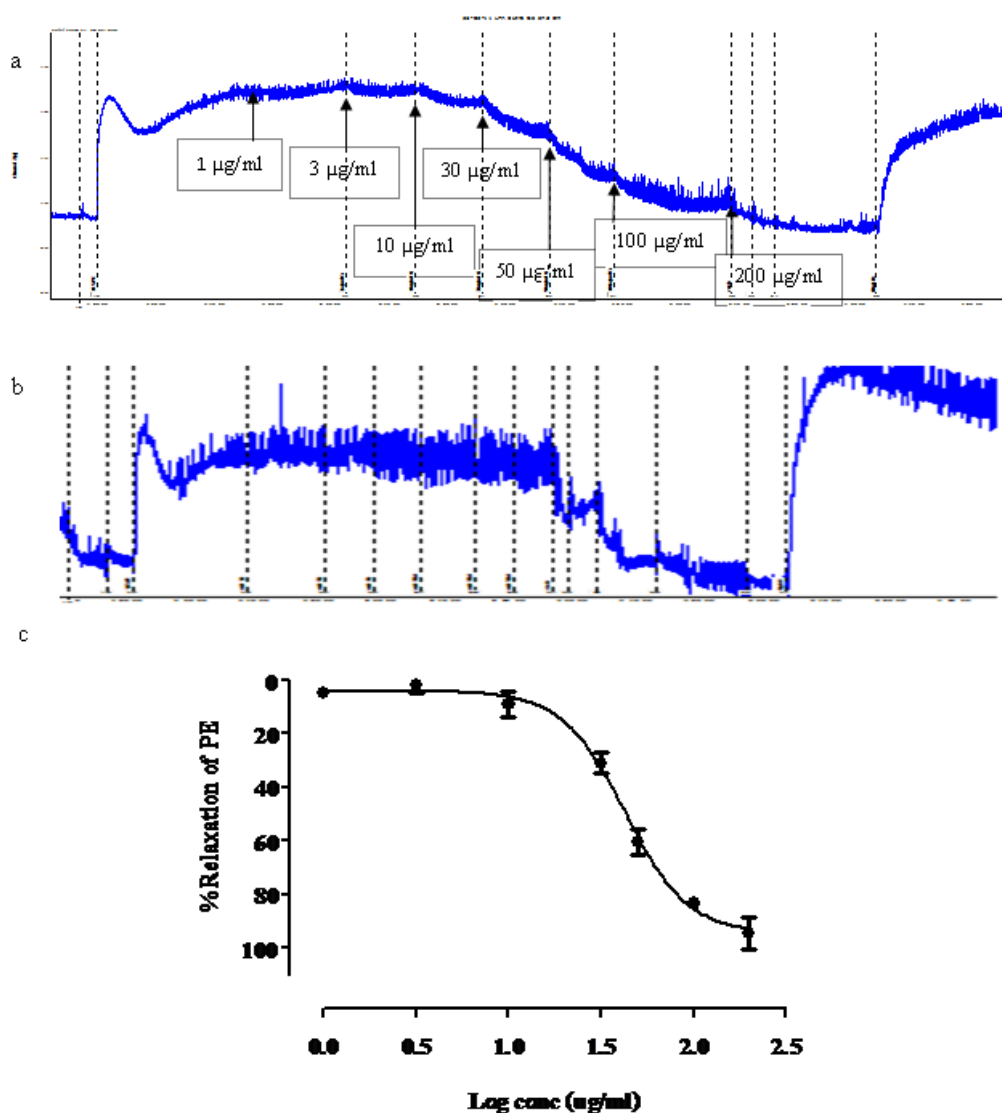 a
1 µg/ml
3 µg/ml
30 µg/ml
10 µg/ml
50 µg/ml
100 µg/ml
200 µg/ml
b
c
%Relaxation of PE
0
20
40
60
80
100
0.0 0.5 1.0 1.5 2.0 2.5
Log conc (ug/ml)